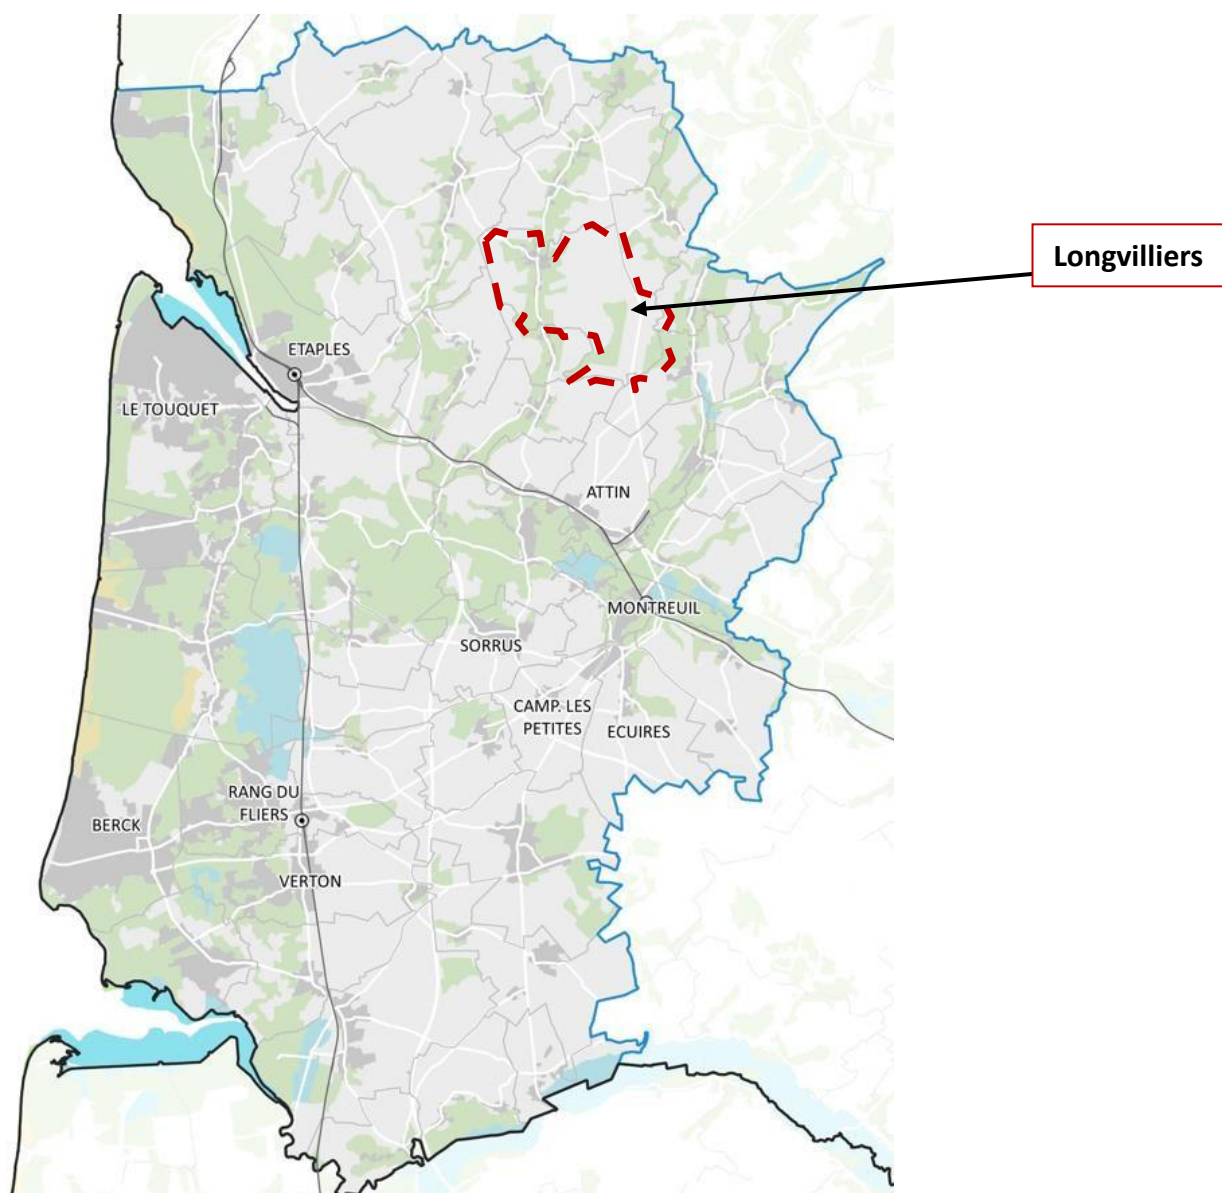 Longvilliers
ETAPLES
LE TOUQUET
ATTIN
MONTREUIL
SORRUS
CAMP. LES
PETITES
ECUIRES
RANG DU
FLIERS
BERCK
VERTON